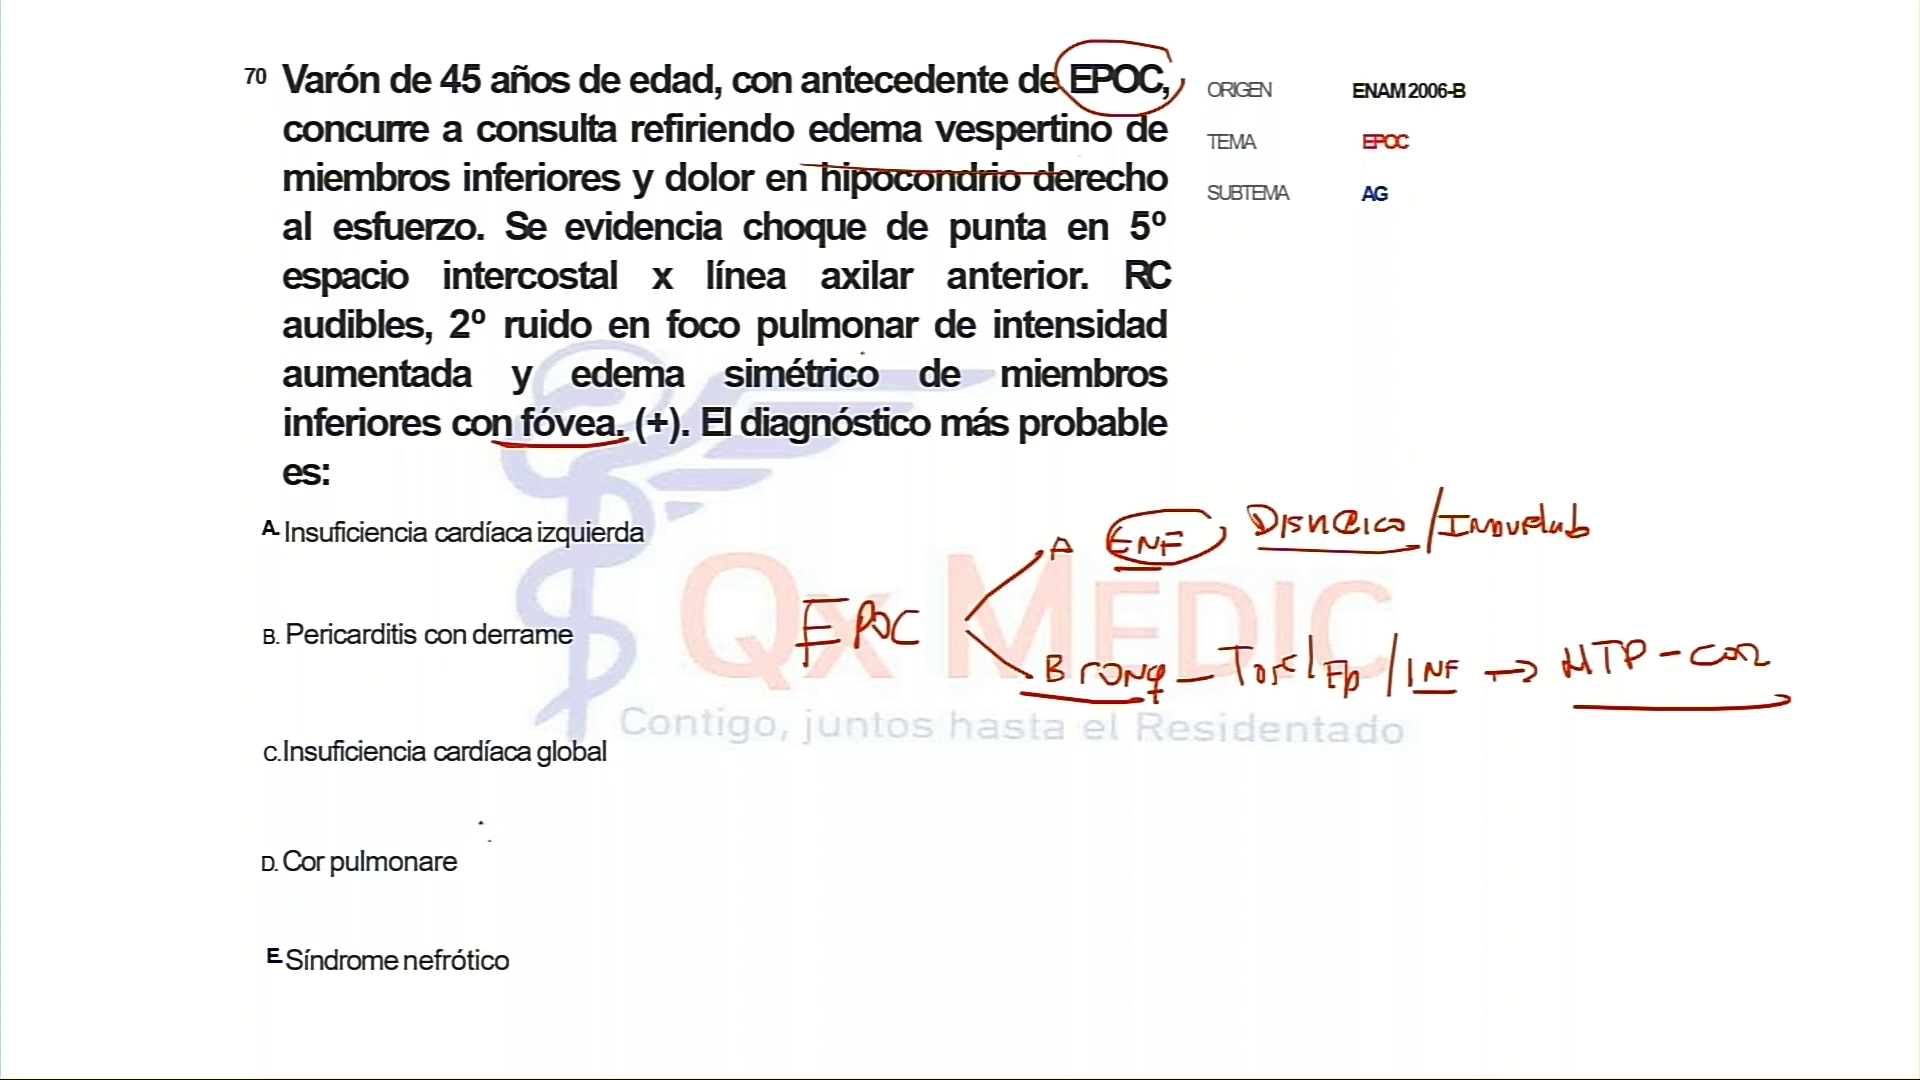 70 Varón de 45 años de edad, con antecedente de EPOC,
concurre a consulta refiriendo edema vespertino de
miembros inferiores y dolor en hipocondrio derecho
al esfuerzo. Se evidencia choque de punta en 5º
espacio intercostal x línea axilar anterior. RC
audibles, 2º ruido en foco pulmonar de intensidad
aumentada y edema simétrico de miembros
inferiores con fóvea. (+). El diagnóstico más probable
es:
ORIGEN ENAM 2006-B
TEMA EPOC
SUBTEMA AG
A. Insuficiencia cardíaca izquierda
B. Pericarditis con derrame
C. Insuficiencia cardíaca global
D. Cor pulmonare
E. Síndrome nefrótico
EPOC
A ENF
Bronq — Tos / Ep / INF → HTP - Cor
Qx MEDIC
Contigo, juntos hasta el Residentado